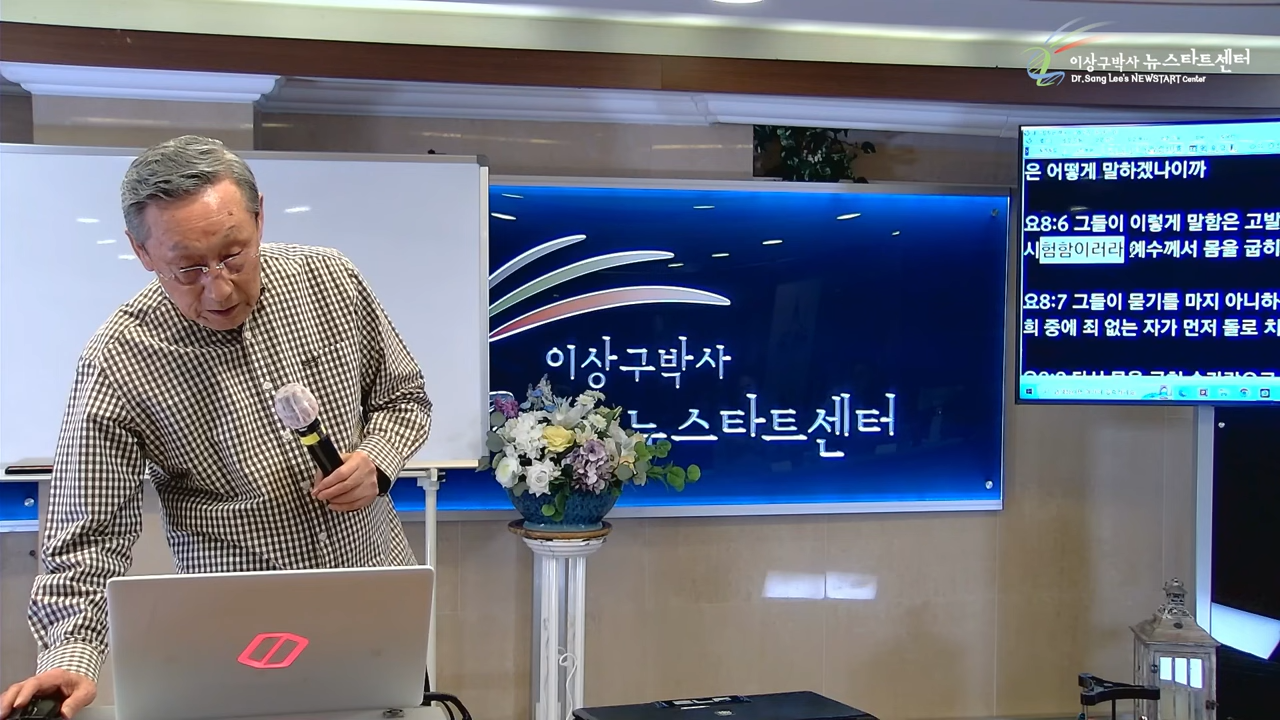 이상구박사 뉴스타트센터
Dr. Sang Lee's NEWSTART Center
은 어떻게 말하겠나이까
요8:6 그들이 이렇게 말함은 고발
시험함이러라 예수께서 몸을 굽히
요8:7 그들이 묻기를 마지 아니하
희 중에 죄 없는 자가 먼저 돌로 치
이상구박사
뉴스타트센터